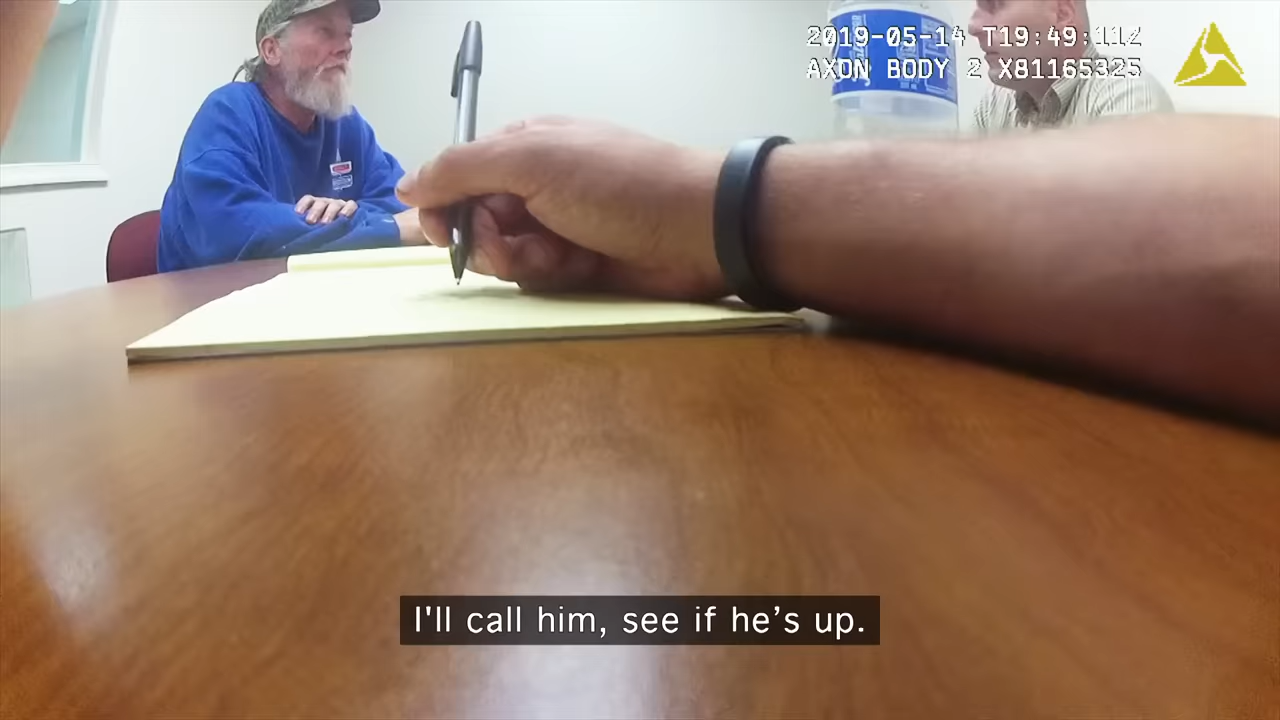 2019-05-14 T19:49:11Z
AXON BODY 2 X81165325
I'll call him, see if he's up.